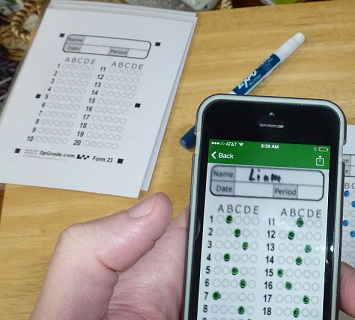 Name
Date Period
A B C D E A B C D E
1 11
2 12
3 13
4 14
5 15
6 16
7 17
8 18
9 19
10 20
ZipGrade.com Form 23
EXPO
AT&T 9:59 AM
Back
Name Liam
Date Period
A B C D E A B C D E
1 11
2 12
3 13
4 14
5 15
6 16
7 17
8 18